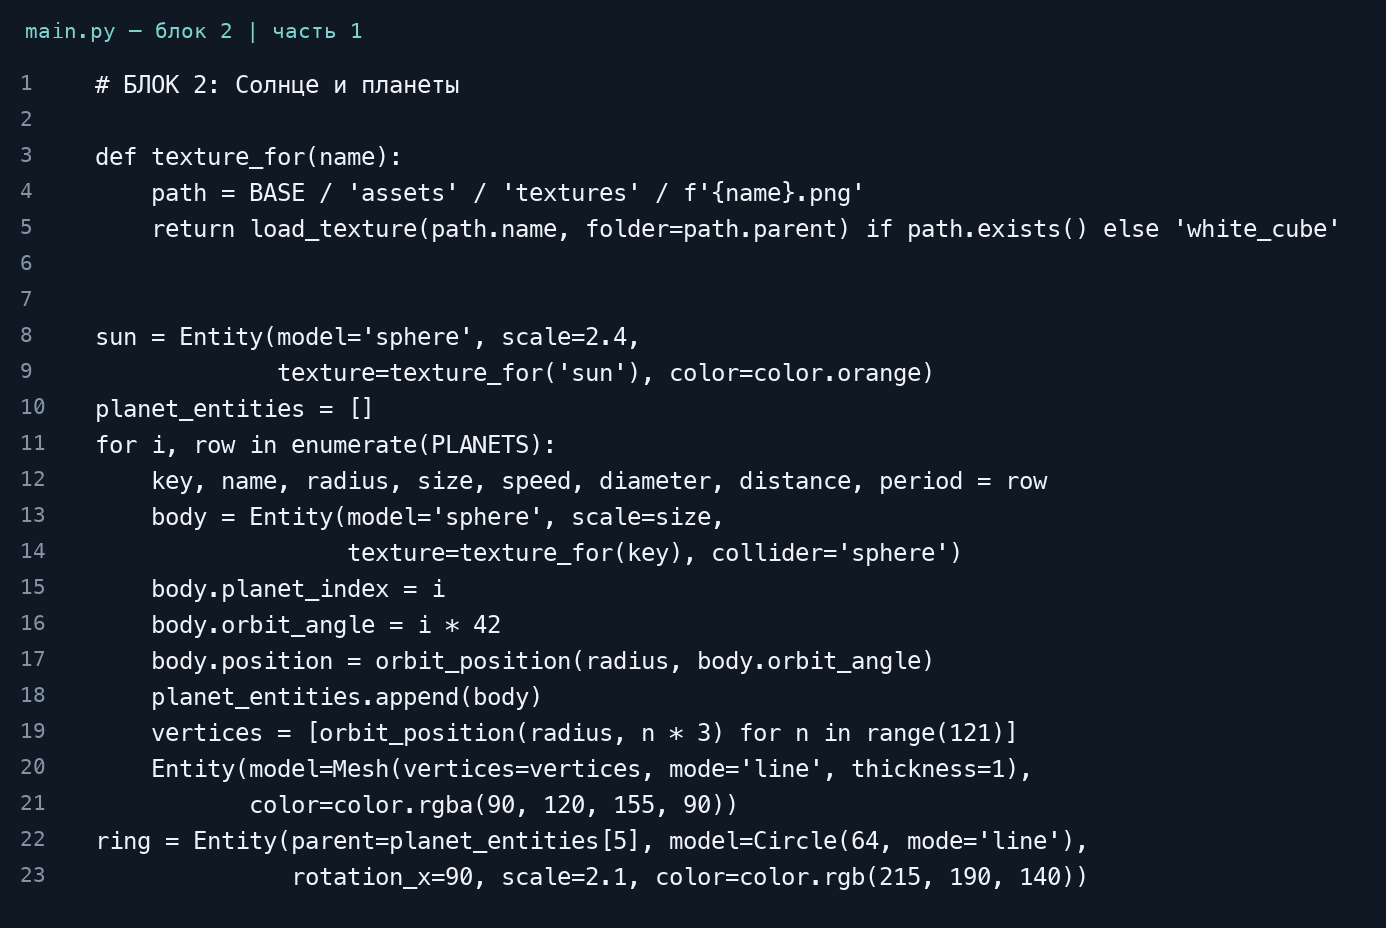 main.py — блок 2 | часть 1
1 # БЛОК 2: Солнце и планеты
2
3 def texture_for(name):
4     path = BASE / 'assets' / 'textures' / f'{name}.png'
5     return load_texture(path.name, folder=path.parent) if path.exists() else 'white_cube'
6
7
8 sun = Entity(model='sphere', scale=2.4,
9              texture=texture_for('sun'), color=color.orange)
10 planet_entities = []
11 for i, row in enumerate(PLANETS):
12     key, name, radius, size, speed, diameter, distance, period = row
13     body = Entity(model='sphere', scale=size,
14                   texture=texture_for(key), collider='sphere')
15     body.planet_index = i
16     body.orbit_angle = i * 42
17     body.position = orbit_position(radius, body.orbit_angle)
18     planet_entities.append(body)
19     vertices = [orbit_position(radius, n * 3) for n in range(121)]
20     Entity(model=Mesh(vertices=vertices, mode='line', thickness=1),
21            color=color.rgba(90, 120, 155, 90))
22 ring = Entity(parent=planet_entities[5], model=Circle(64, mode='line'),
23               rotation_x=90, scale=2.1, color=color.rgb(215, 190, 140))